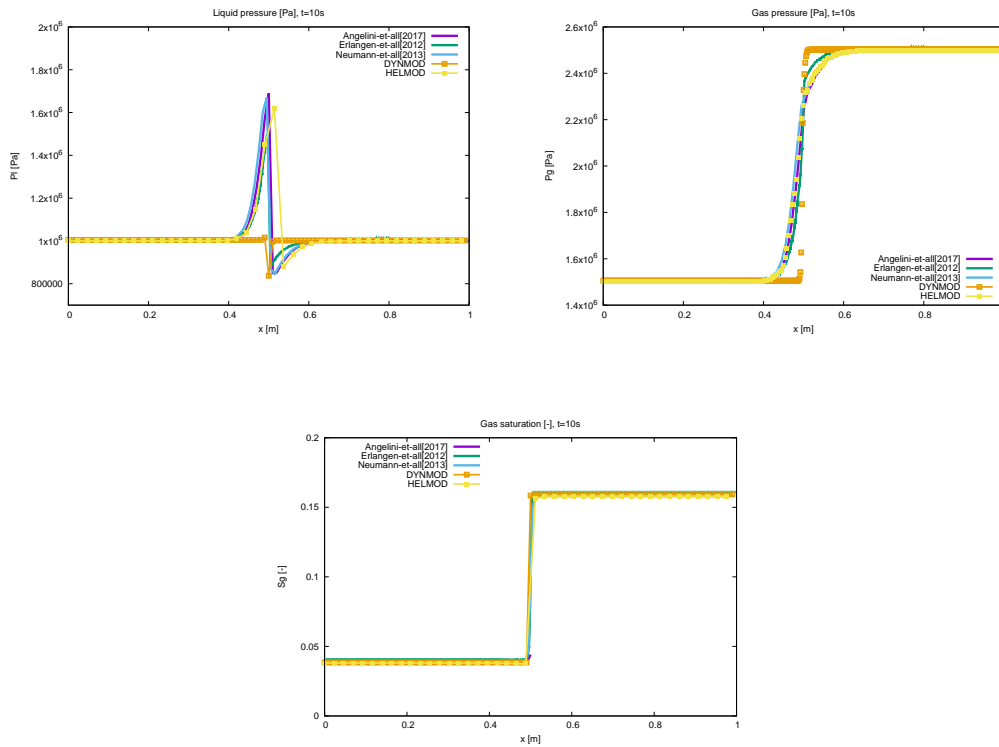 Liquid pressure [Pa], t=10s
2x10^6
1.8x10^6
1.6x10^6
1.4x10^6
1.2x10^6
1x10^6
800000
Pl [Pa]
Angelini-et-all[2017]
Erlangen-et-all[2012]
Neumann-et-all[2013]
DYNMOD
HELMOD
0 0.2 0.4 0.6 0.8 1
x [m]
Gas pressure [Pa], t=10s
2.6x10^6
2.4x10^6
2.2x10^6
2x10^6
1.8x10^6
1.6x10^6
1.4x10^6
Pg [Pa]
Angelini-et-all[2017]
Erlangen-et-all[2012]
Neumann-et-all[2013]
DYNMOD
HELMOD
0 0.2 0.4 0.6 0.8
x [m]
Gas saturation [-], t=10s
0.2
0.15
0.1
0.05
0
Sg [-]
Angelini-et-all[2017]
Erlangen-et-all[2012]
Neumann-et-all[2013]
DYNMOD
HELMOD
0 0.2 0.4 0.6 0.8 1
x [m]